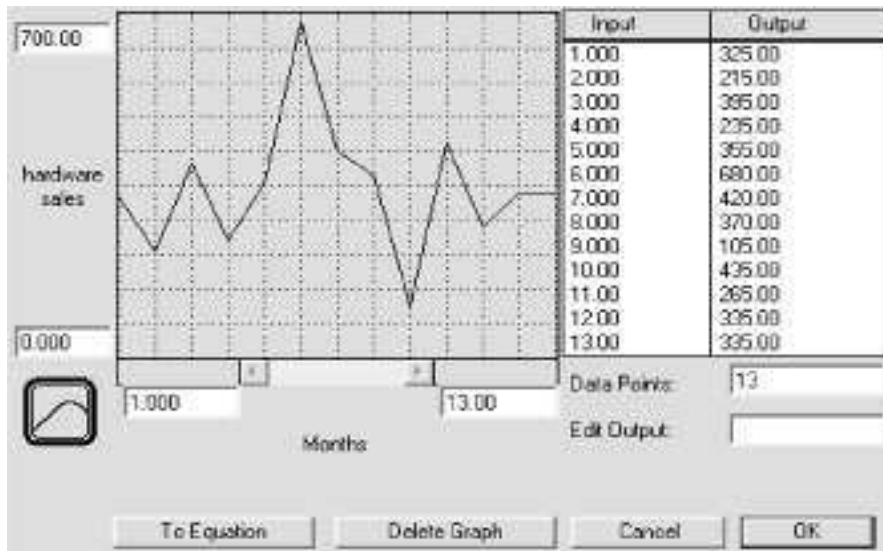 700.00
hardware
sales
0.000
1.000
13.00
Months
Input Output
1.000 325.00
2.000 215.00
3.000 395.00
4.000 235.00
5.000 355.00
6.000 680.00
7.000 420.00
8.000 370.00
9.000 105.00
10.00 435.00
11.00 265.00
12.00 335.00
13.00 335.00
Data Points: 13
Edit Output:
To Equation
Delete Graph
Cancel
OK